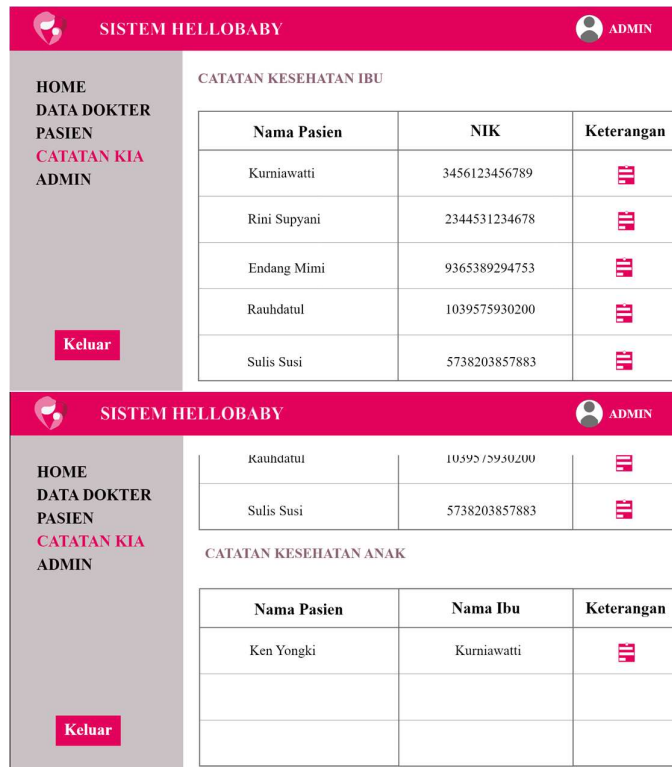 SISTEM HELLOBABY
ADMIN
HOME
DATA DOKTER
PASIEN
CATATAN KIA
ADMIN
Keluar
CATATAN KESEHATAN IBU
Nama Pasien NIK Keterangan
Kurniawatti 3456123456789
Rini Supyani 2344531234678
Endang Mimi 9365389294753
Rauhdatul 1039575930200
Sulis Susi 5738203857883
SISTEM HELLOBABY
ADMIN
HOME
DATA DOKTER
PASIEN
CATATAN KIA
ADMIN
Keluar
Rauhdatul 1039575930200
Sulis Susi 5738203857883
CATATAN KESEHATAN ANAK
Nama Pasien Nama Ibu Keterangan
Ken Yongki Kurniawatti